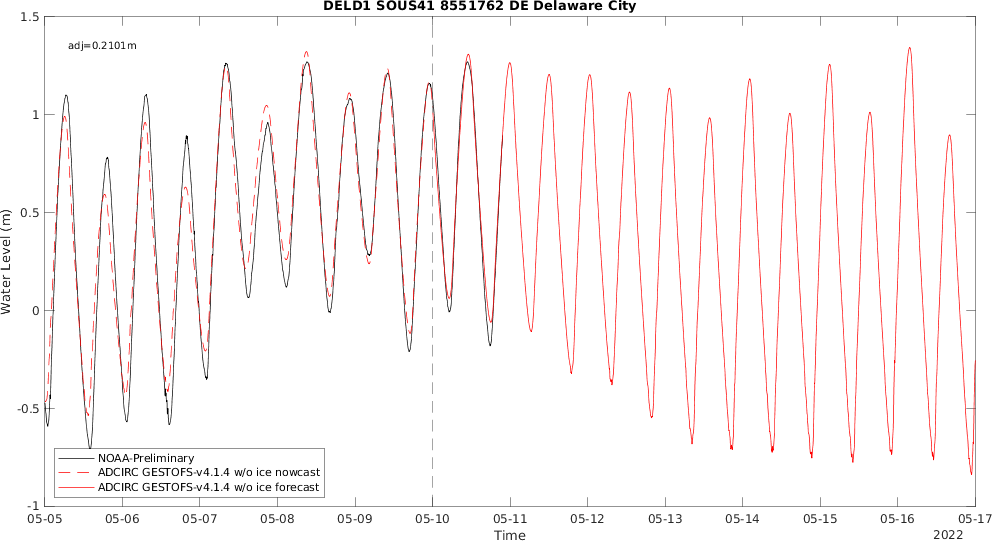 DELD1 SOUS41 8551762 DE Delaware City
adj=0.2101m
Water Level (m)
1.5
1
0.5
0
-0.5
-1
NOAA-Preliminary
ADCIRC GESTOFS-v4.1.4 w/o ice nowcast
ADCIRC GESTOFS-v4.1.4 w/o ice forecast
05-05 05-06 05-07 05-08 05-09 05-10 05-11 05-12 05-13 05-14 05-15 05-16 05-17
Time
2022